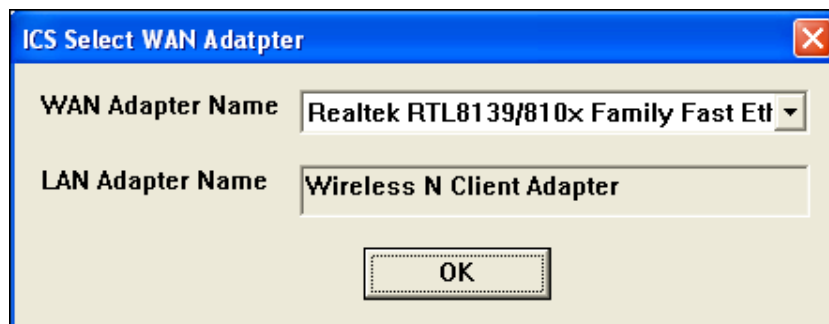 ICS Select WAN Adatpter
WAN Adapter Name
Realtek RTL8139/810x Family Fast Eth
LAN Adapter Name
Wireless N Client Adapter
OK